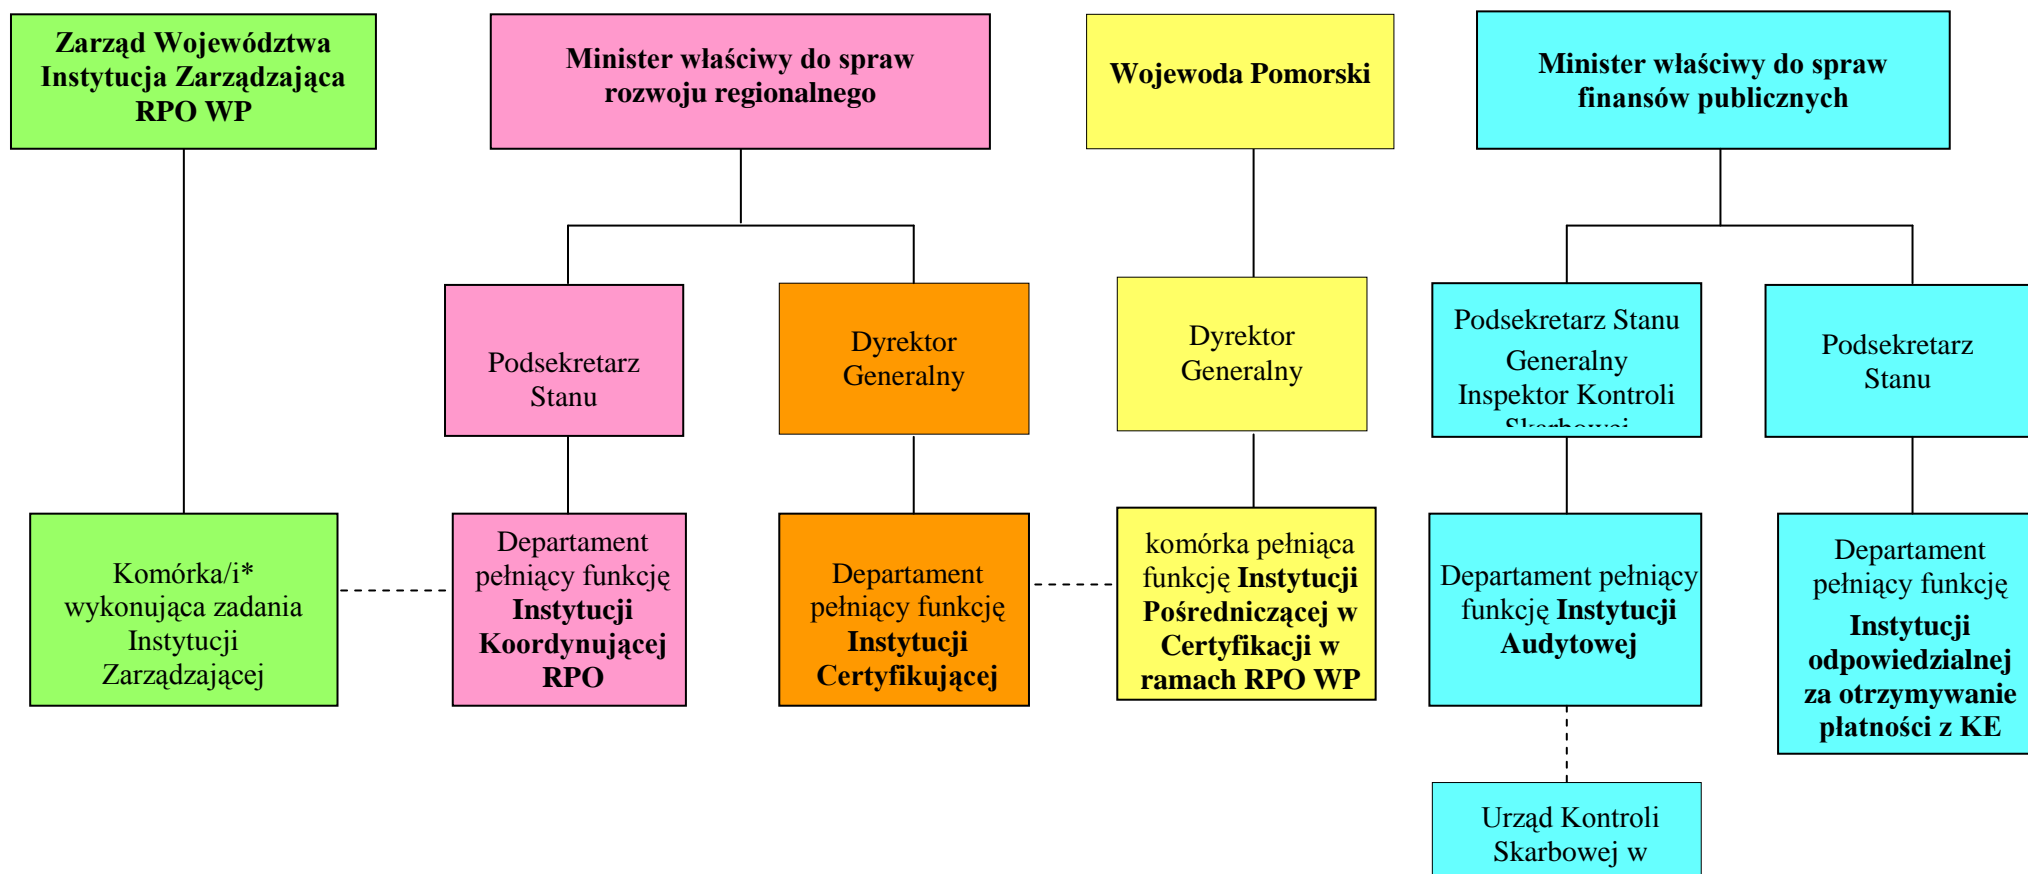 Zarząd Województwa
Instytucja Zarządzająca
RPO WP
Minister właściwy do spraw
rozwoju regionalnego
Wojewoda Pomorski
Minister właściwy do spraw
finansów publicznych
Podsekretarz
Stanu
Dyrektor
Generalny
Dyrektor
Generalny
Podsekretarz Stanu
Generalny
Inspektor Kontroli
Skarbowej
Podsekretarz
Stanu
Komórka/i*
wykonująca zadania
Instytucji
Zarządzającej
Departament
pełniący funkcję
Instytucji
Koordynującej
RPO
Departament
pełniący funkcję
Instytucji
Certyfikującej
komórka pełniąca
funkcję Instytucji
Pośredniczącej w
Certyfikacji w
ramach RPO WP
Departament pełniący
funkcję Instytucji
Audytowej
Departament
pełniący funkcję
Instytucji
odpowiedzialnej
za otrzymywanie
płatności z KE
Urząd Kontroli
Skarbowej w